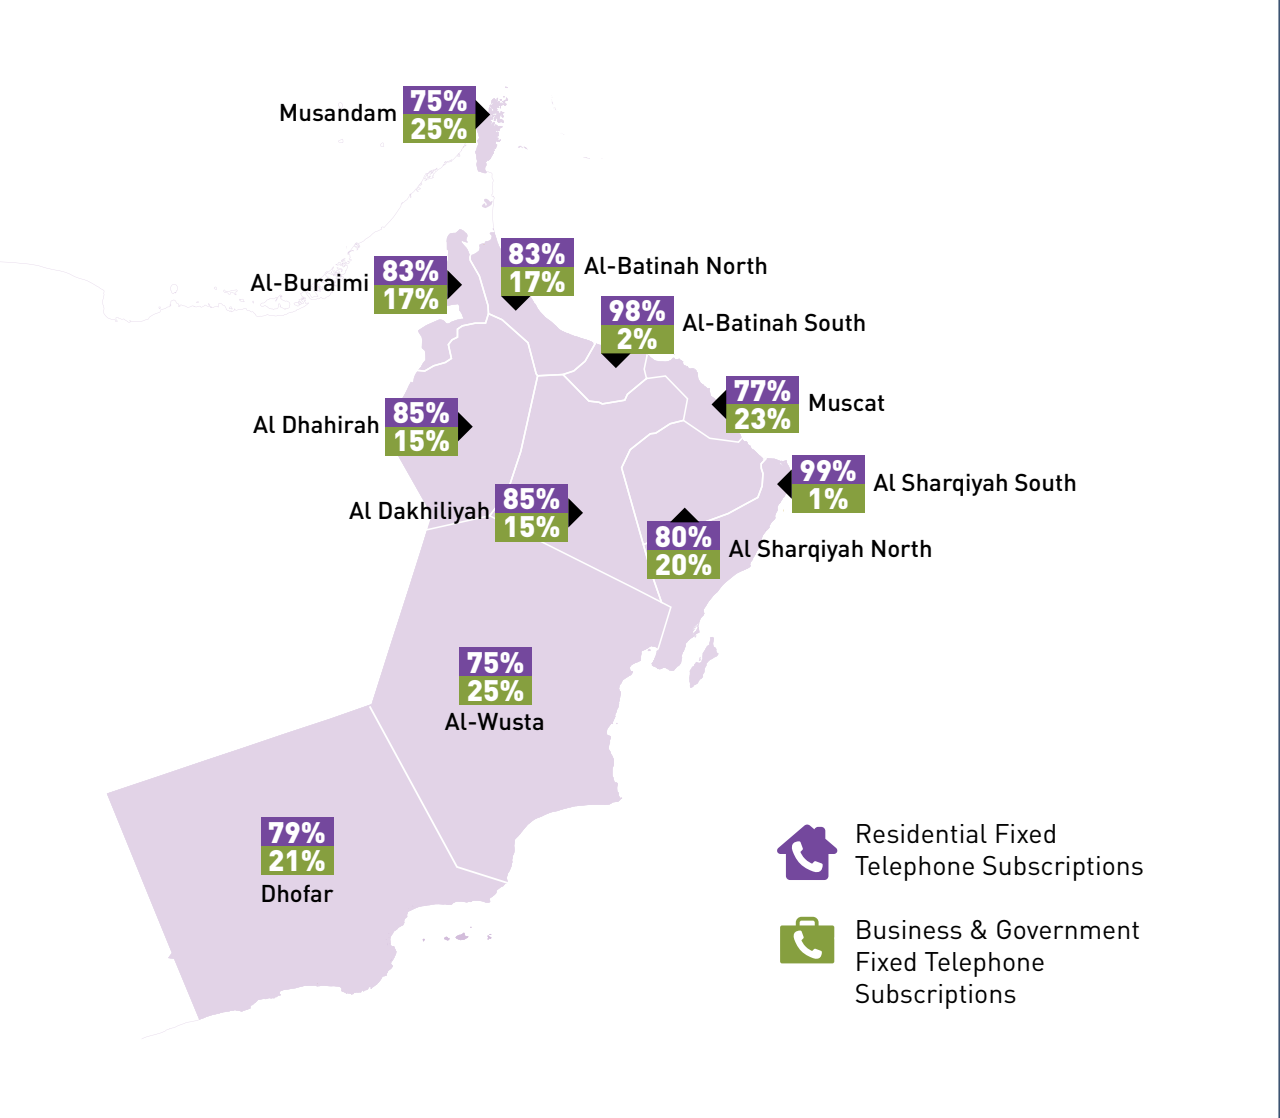 Musandam
75%
25%
Al-Buraimi
83%
17%
83%
17%
Al-Batinah North
98%
2%
Al-Batinah South
77%
23%
Muscat
Al Dhahirah
85%
15%
99%
1%
Al Sharqiyah South
Al Dakhiliyah
85%
15%
80%
20%
Al Sharqiyah North
75%
25%
Al-Wusta
79%
21%
Dhofar
Residential Fixed
Telephone Subscriptions
Business & Government
Fixed Telephone
Subscriptions